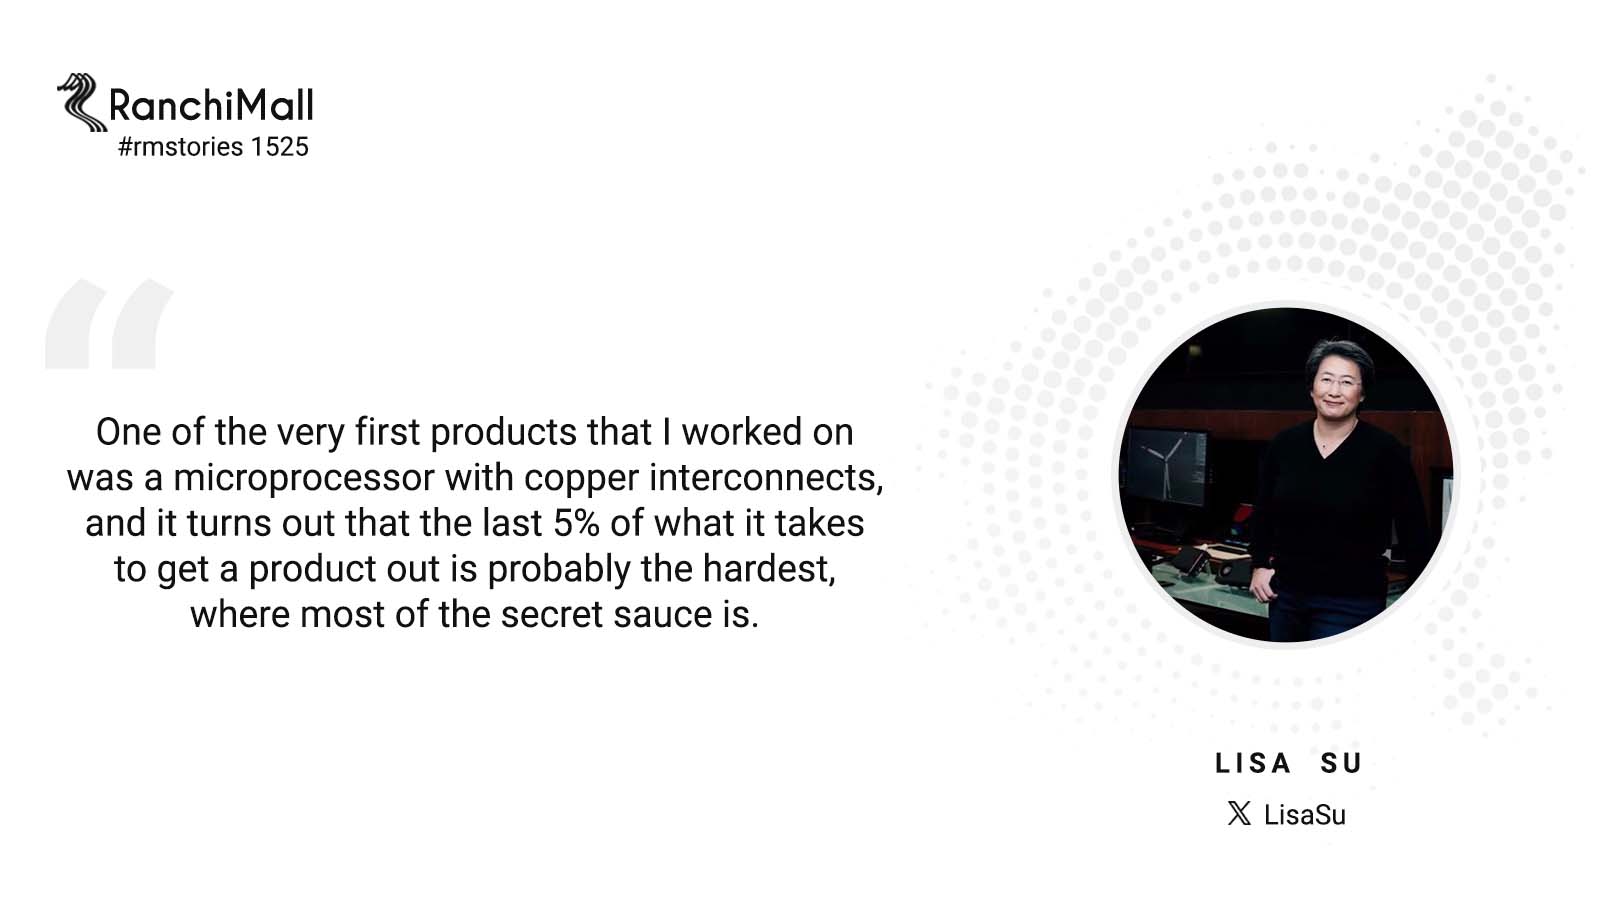 RanchiMall
#rmstories 1525
“
One of the very first products that I worked on
was a microprocessor with copper interconnects,
and it turns out that the last 5% of what it takes
to get a product out is probably the hardest,
where most of the secret sauce is.
LISA SU
𝕏 LisaSu